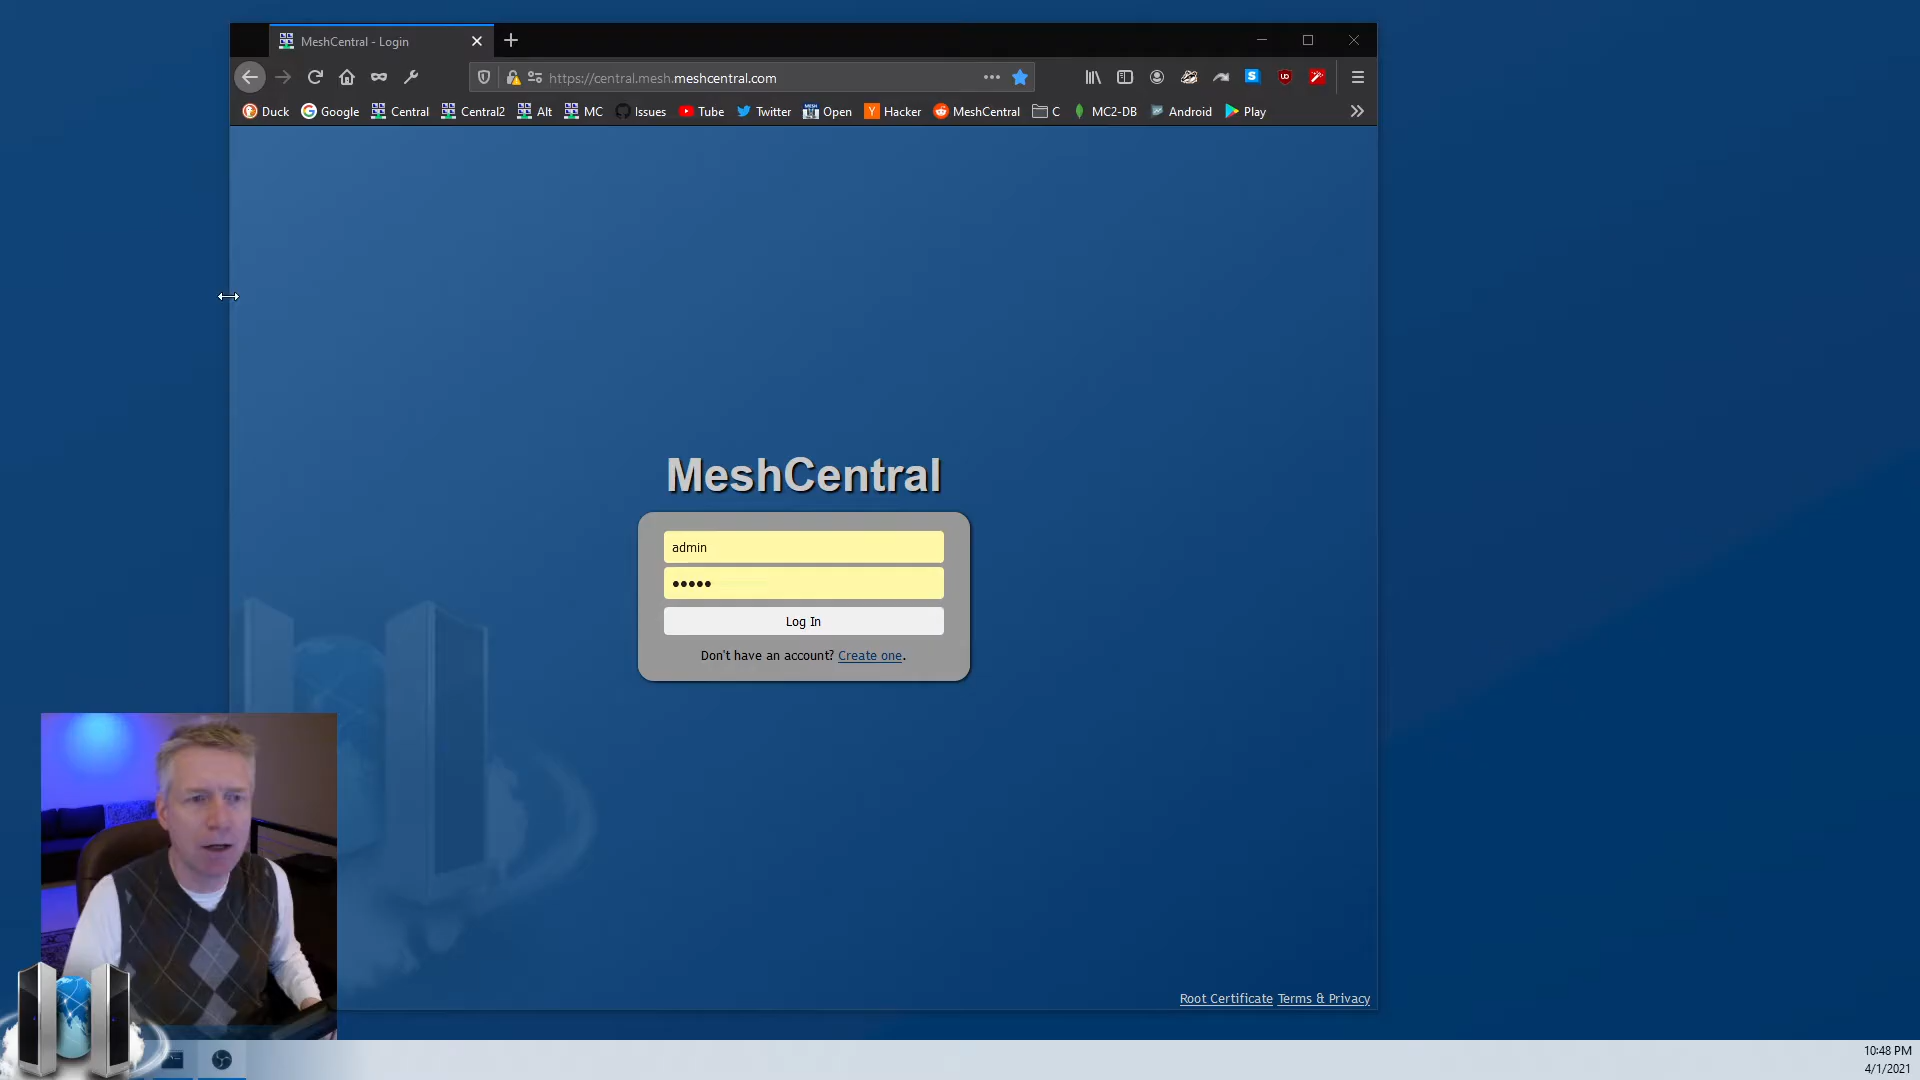 MeshCentral - Login
https://central.mesh.meshcentral.com
Duck Google Central Central2 Alt MC Issues Tube Twitter Open Hacker MeshCentral C MC2-DB Android Play
MeshCentral
admin
Log In
Don't have an account? Create one.
Root Certificate Terms & Privacy
10:48 PM
4/1/2021